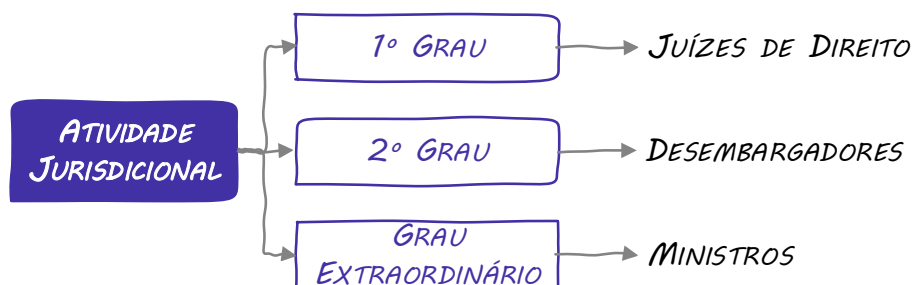 1º GRAU
JUÍZES DE DIREITO
ATIVIDADE
JURISDICIONAL
2º GRAU
DESEMBARGADORES
GRAU
EXTRAORDINÁRIO
MINISTROS